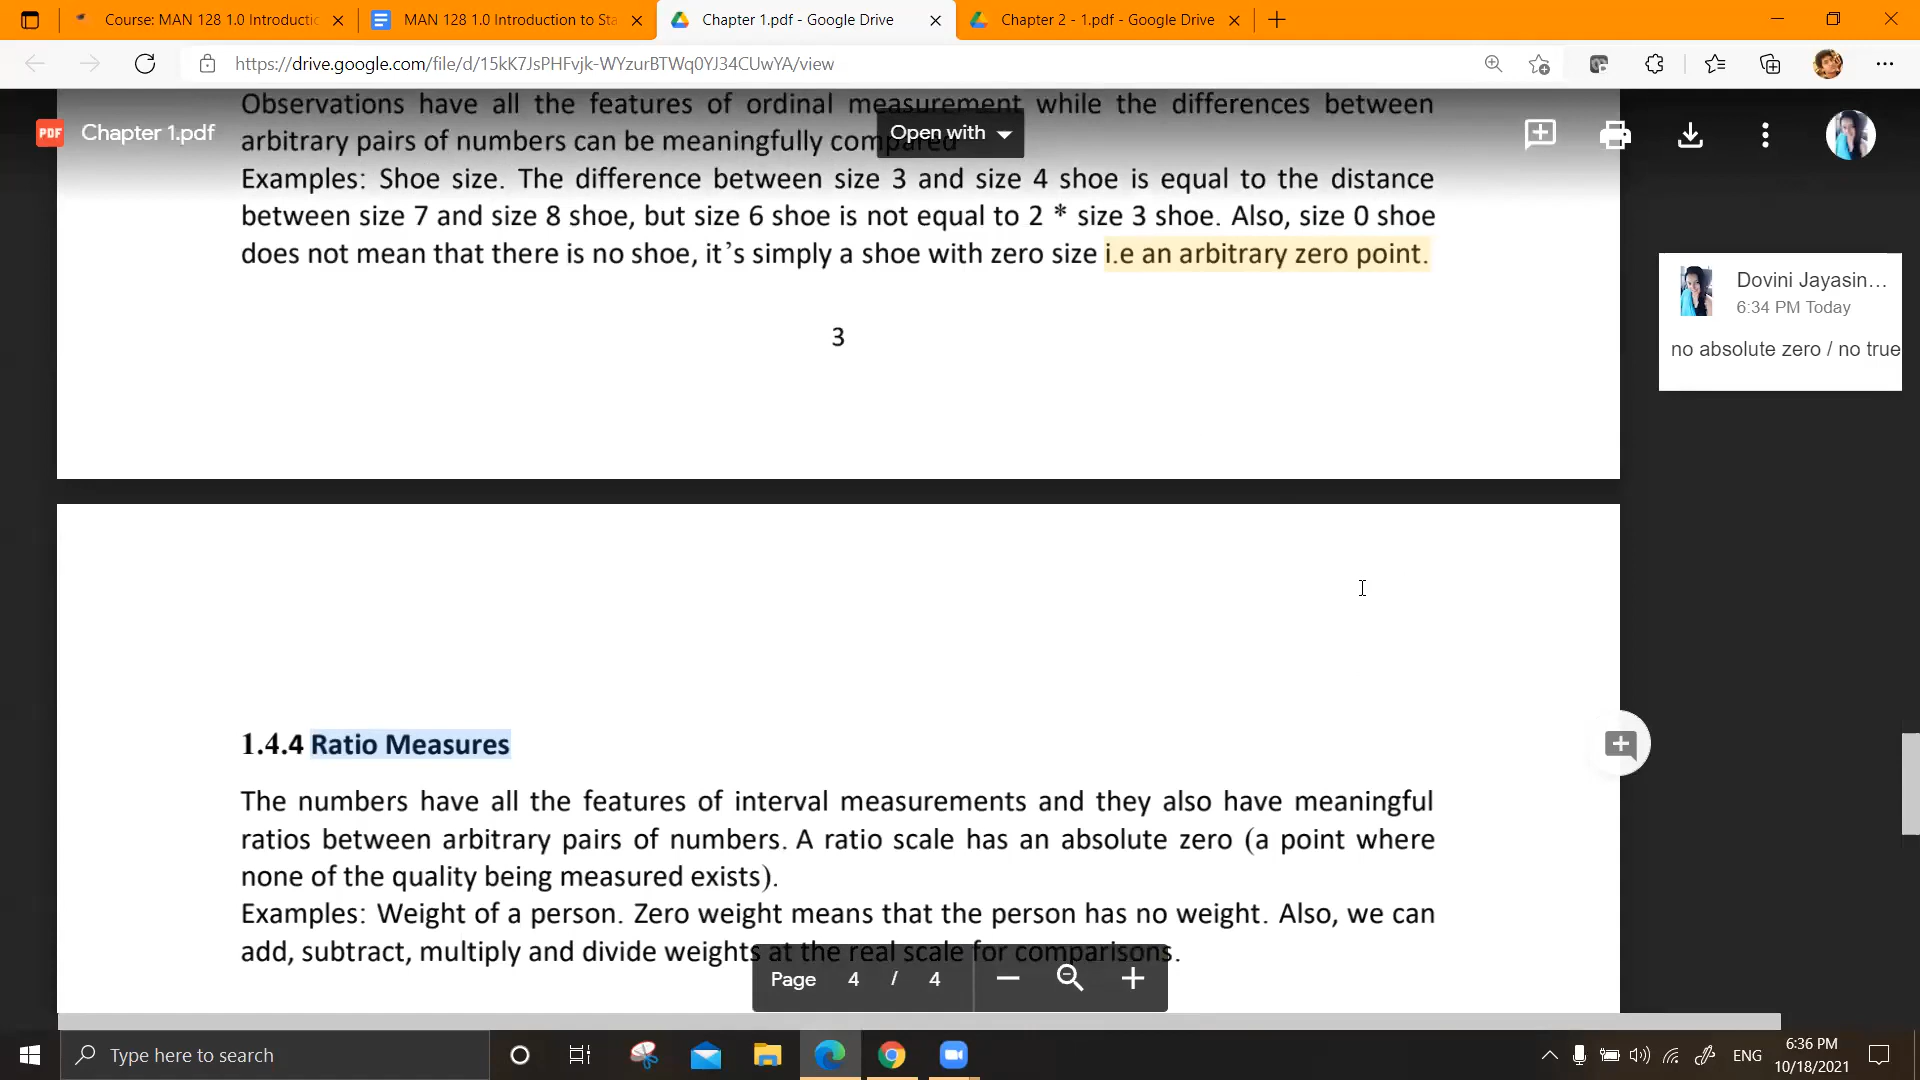 Course: MAN 128 1.0 Introductio
MAN 128 1.0 Introduction to Sta
Chapter 1.pdf - Google Drive
Chapter 2 - 1.pdf - Google Drive
https://drive.google.com/file/d/15kK7JsPHFvjk-WYzurBTWq0YJ34CUwYA/view
Observations have all the features of ordinal measurement while the differences between
PDF
Chapter 1.pdf
Open with
arbitrary pairs of numbers can be meaningfully compared
Examples: Shoe size. The difference between size 3 and size 4 shoe is equal to the distance
between size 7 and size 8 shoe, but size 6 shoe is not equal to 2 * size 3 shoe. Also, size 0 shoe
does not mean that there is no shoe, it's simply a shoe with zero size i.e an arbitrary zero point.
3
Dovini Jayasin...
6:34 PM Today
no absolute zero / no true
1.4.4 Ratio Measures
The numbers have all the features of interval measurements and they also have meaningful
ratios between arbitrary pairs of numbers. A ratio scale has an absolute zero (a point where
none of the quality being measured exists).
Examples: Weight of a person. Zero weight means that the person has no weight. Also, we can
add, subtract, multiply and divide weights at the real scale for comparisons.
Page 4 / 4
Type here to search
ENG
6:36 PM
10/18/2021